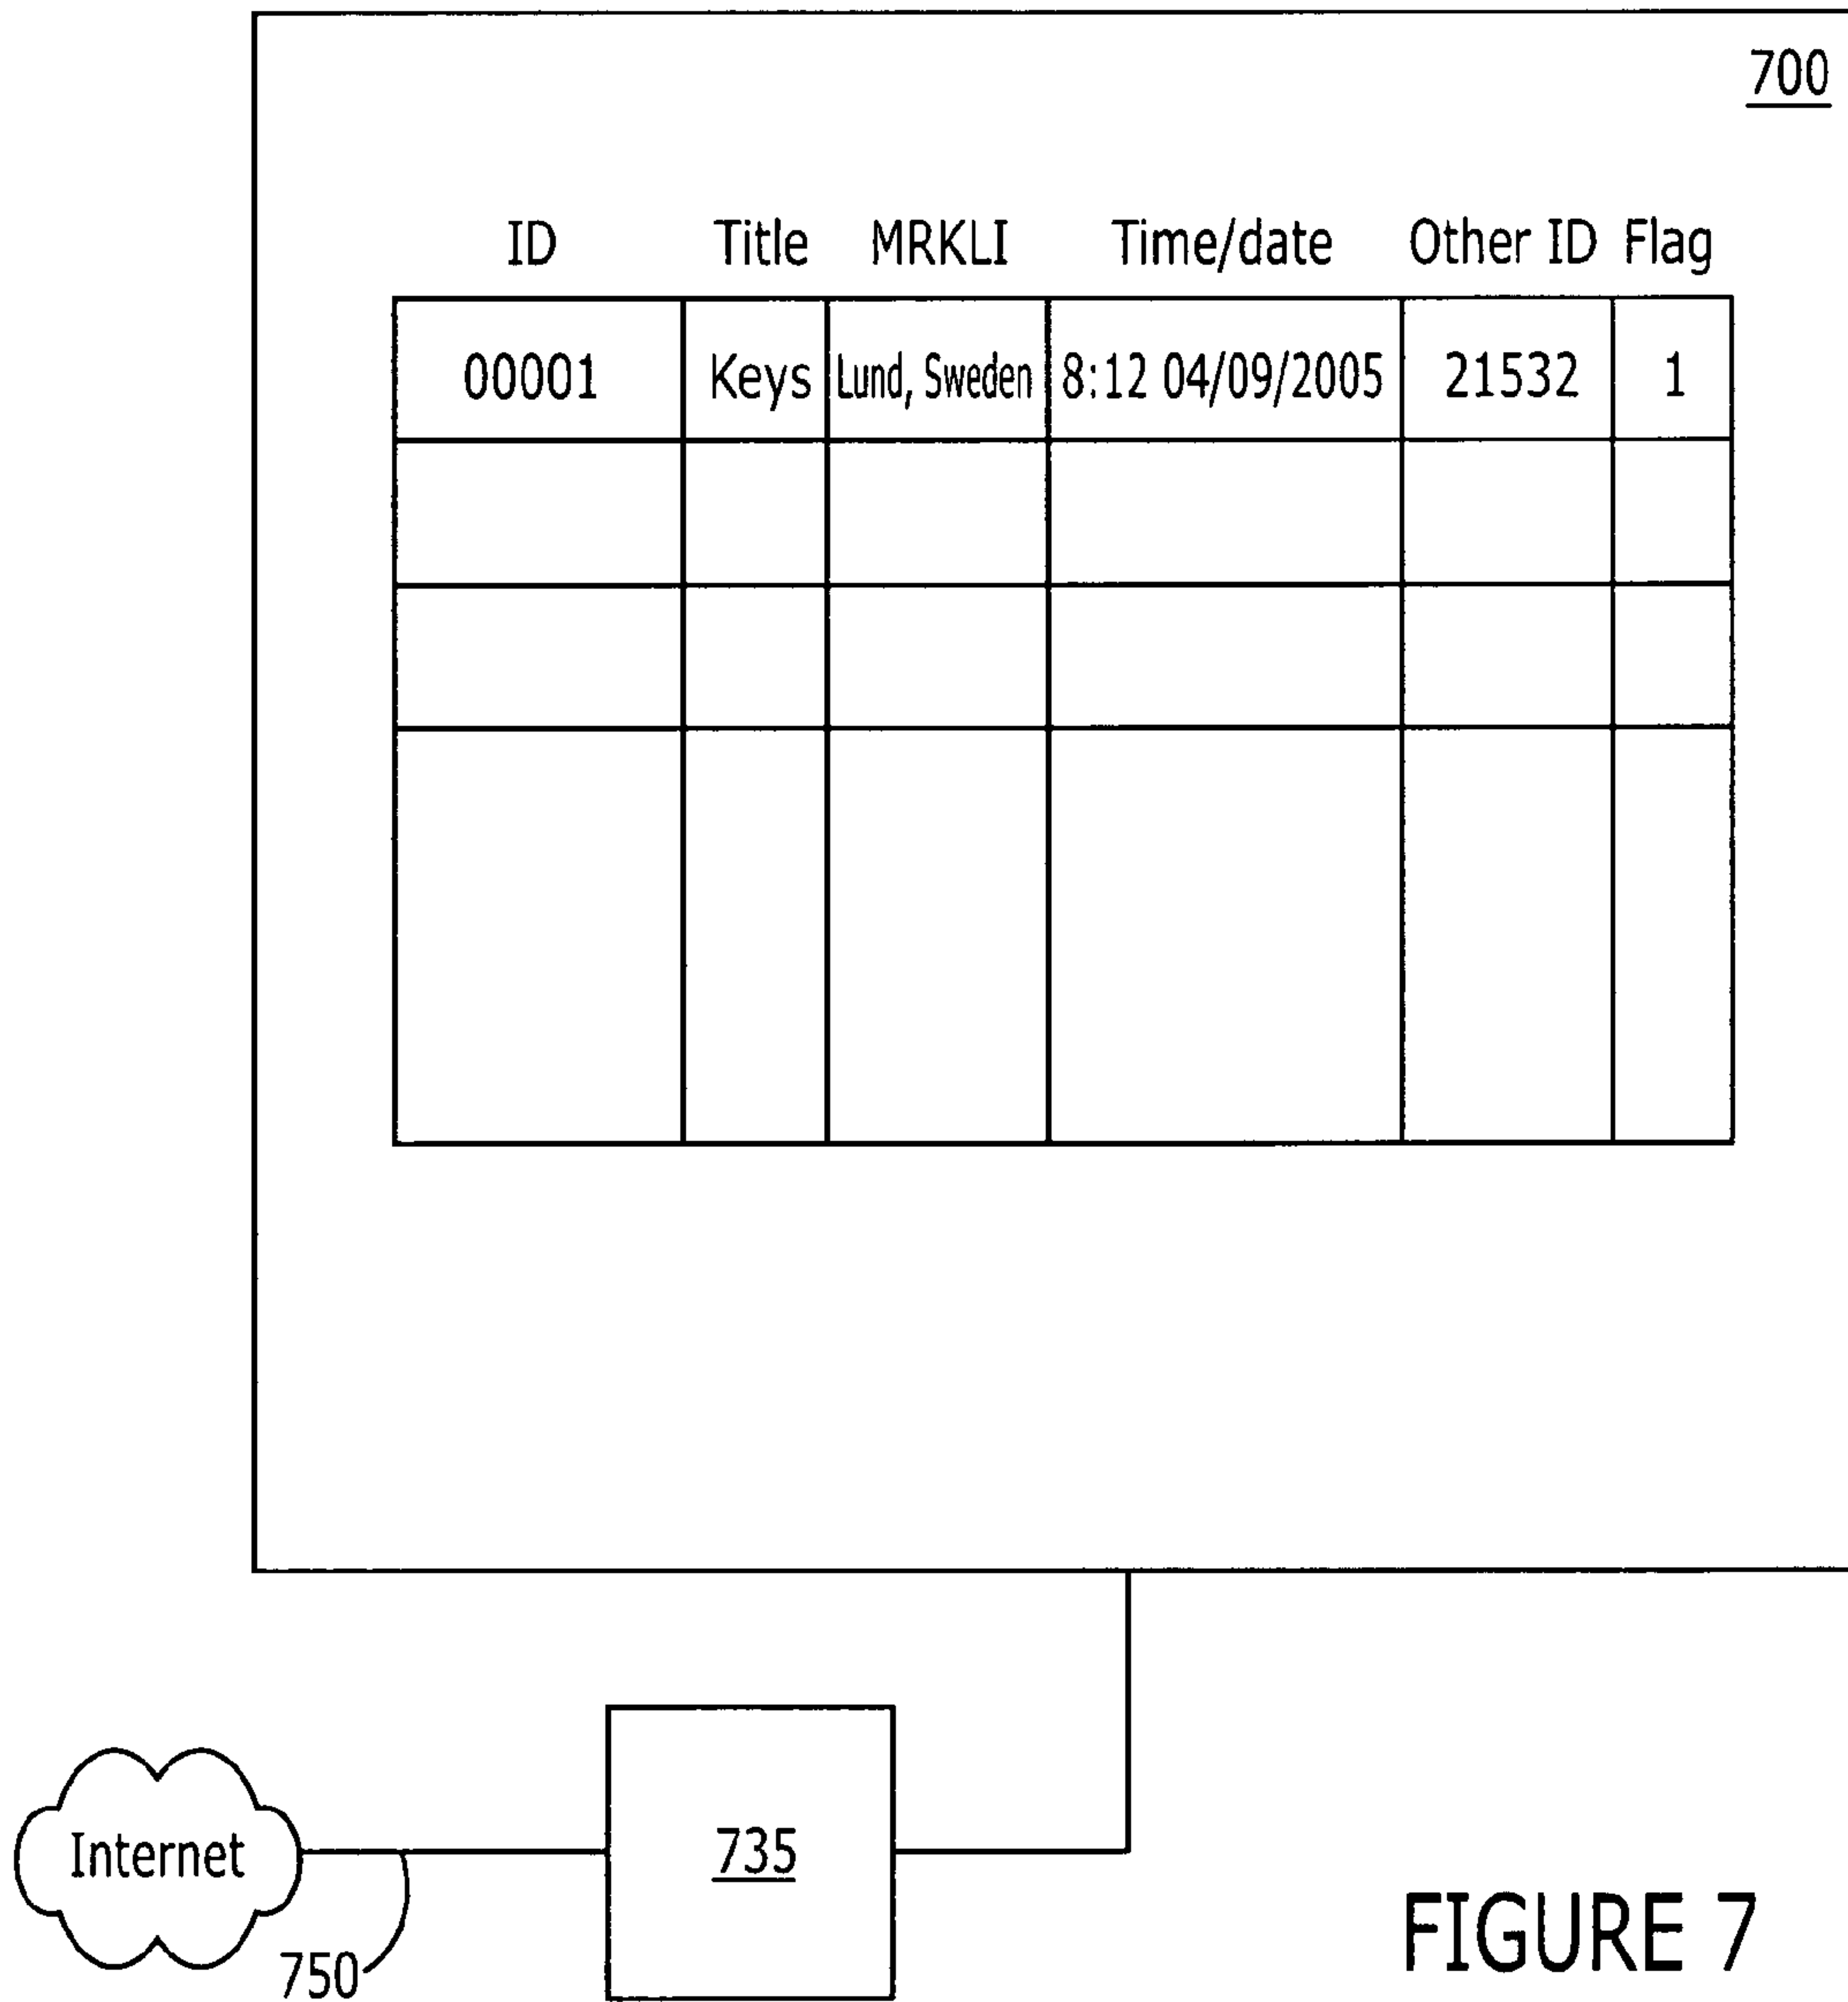 700
ID Title MRKLI Time/date Other ID Flag
00001 Keys Lund, Sweden 8:12 04/09/2005 21532 1
Internet
735
750
FIGURE 7